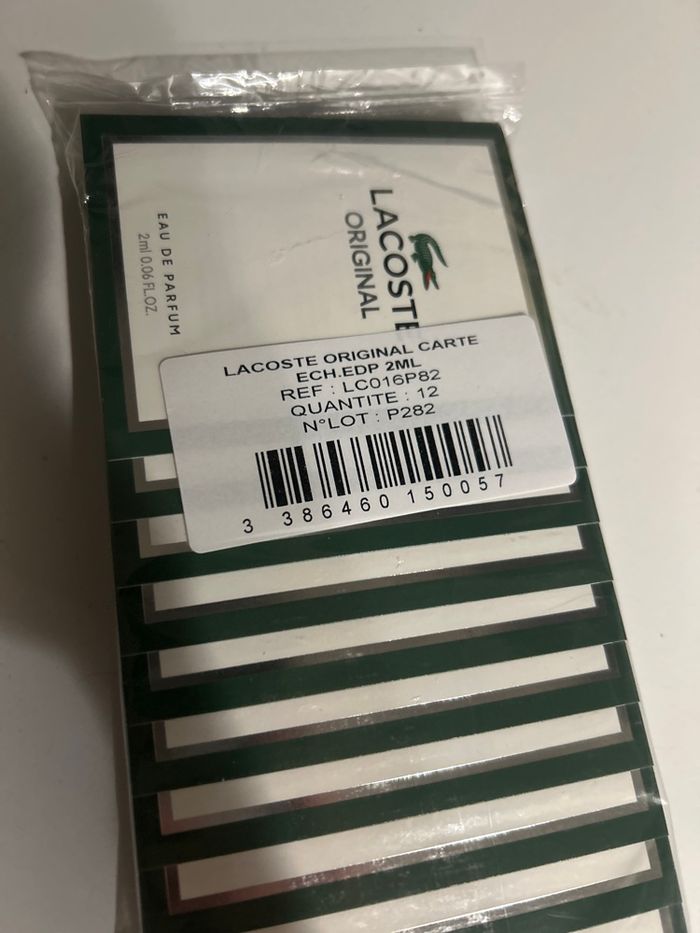 LACOSTE
ORIGINAL
EAU DE PARFUM
2ml 0.06 FL.OZ.
LACOSTE ORIGINAL CARTE
ECH.EDP 2ML
REF : LC016P82
QUANTITE : 12
N°LOT : P282
3 386460 150057